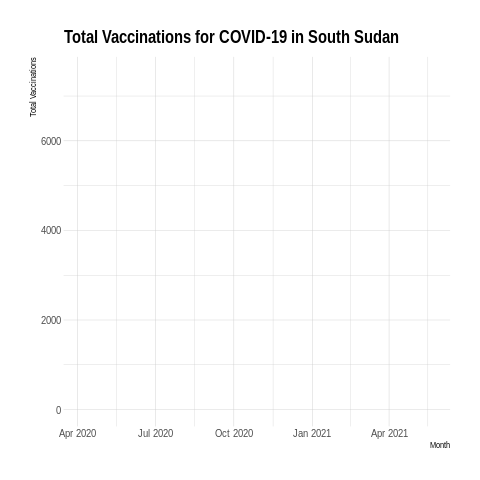 Total Vaccinations for COVID-19 in South Sudan
Total Vaccinations
6000
4000
2000
0
Apr 2020 Jul 2020 Oct 2020 Jan 2021 Apr 2021
Month